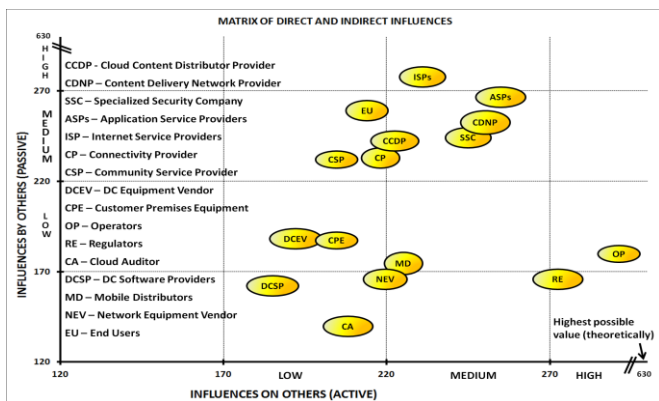 MATRIX OF DIRECT AND INDIRECT INFLUENCES
630
HIGH
CCDP - Cloud Content Distributor Provider
CDNP - Content Delivery Network Provider
270
SSC – Specialized Security Company
ASPs – Application Service Providers
ISP – Internet Service Providers
CP – Connectivity Provider
CSP – Community Service Provider
MEDIUM
220
DCEV – DC Equipment Vendor
CPE – Customer Premises Equipment
OP – Operators
RE – Regulators
CA – Cloud Auditor
LOW
170
DCSP – DC Software Providers
MD – Mobile Distributors
NEV – Network Equipment Vendor
EU – End Users
120
INFLUENCES BY OTHERS (PASSIVE)
ISPs
ASPs
EU
CDNP
CCDP
SSC
CSP
CP
DCEV
CPE
OP
MD
DCSP
NEV
RE
CA
Highest possible
value (theoretically)
120 170 220 270 630
LOW MEDIUM HIGH
INFLUENCES ON OTHERS (ACTIVE)